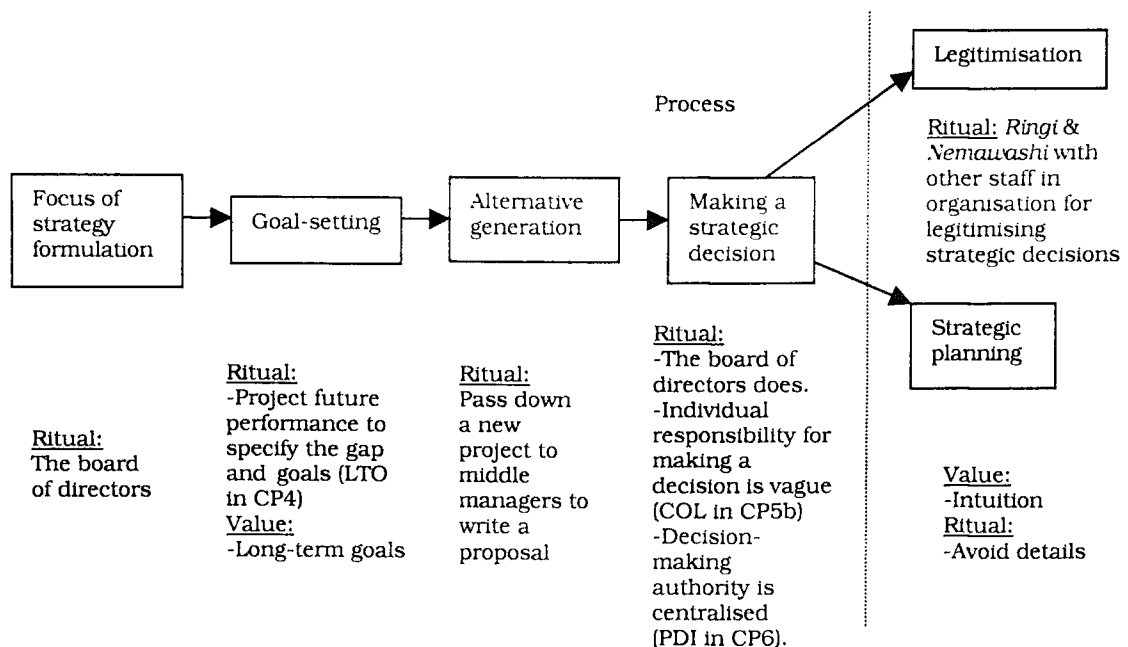 Process
Focus of
strategy
formulation
Goal-setting
Alternative
generation
Making a
strategic
decision
Legitimisation
Ritual: Ringi &
Nemawashi with
other staff in
organisation for
legitimising
strategic decisions
Strategic
planning
Ritual:
The board
of directors
Ritual:
-Project future
performance to
specify the gap
and goals (LTO
in CP4)
Value:
-Long-term goals
Ritual:
Pass down
a new
project to
middle
managers to
write a
proposal
Ritual:
-The board of
directors does.
-Individual
responsibility for
making a
decision is vague
(COL in CP5b)
-Decision-
making
authority is
centralised
(PDI in CP6).
Value:
-Intuition
Ritual:
-Avoid details